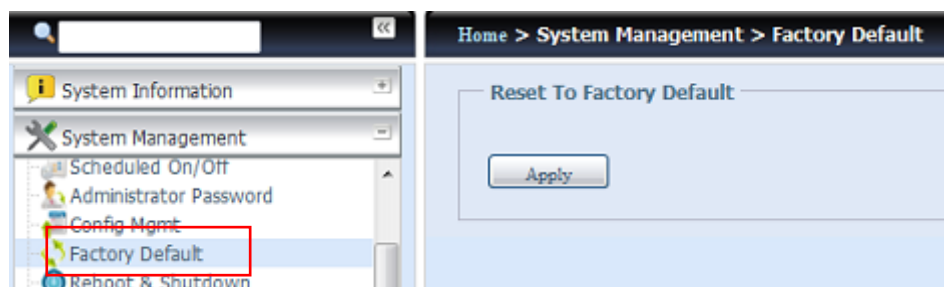 Home > System Management > Factory Default
System Information
System Management
Scheduled On/Off
Administrator Password
Config Mgmt
Factory Default
Reboot & Shutdown
Reset To Factory Default
Apply